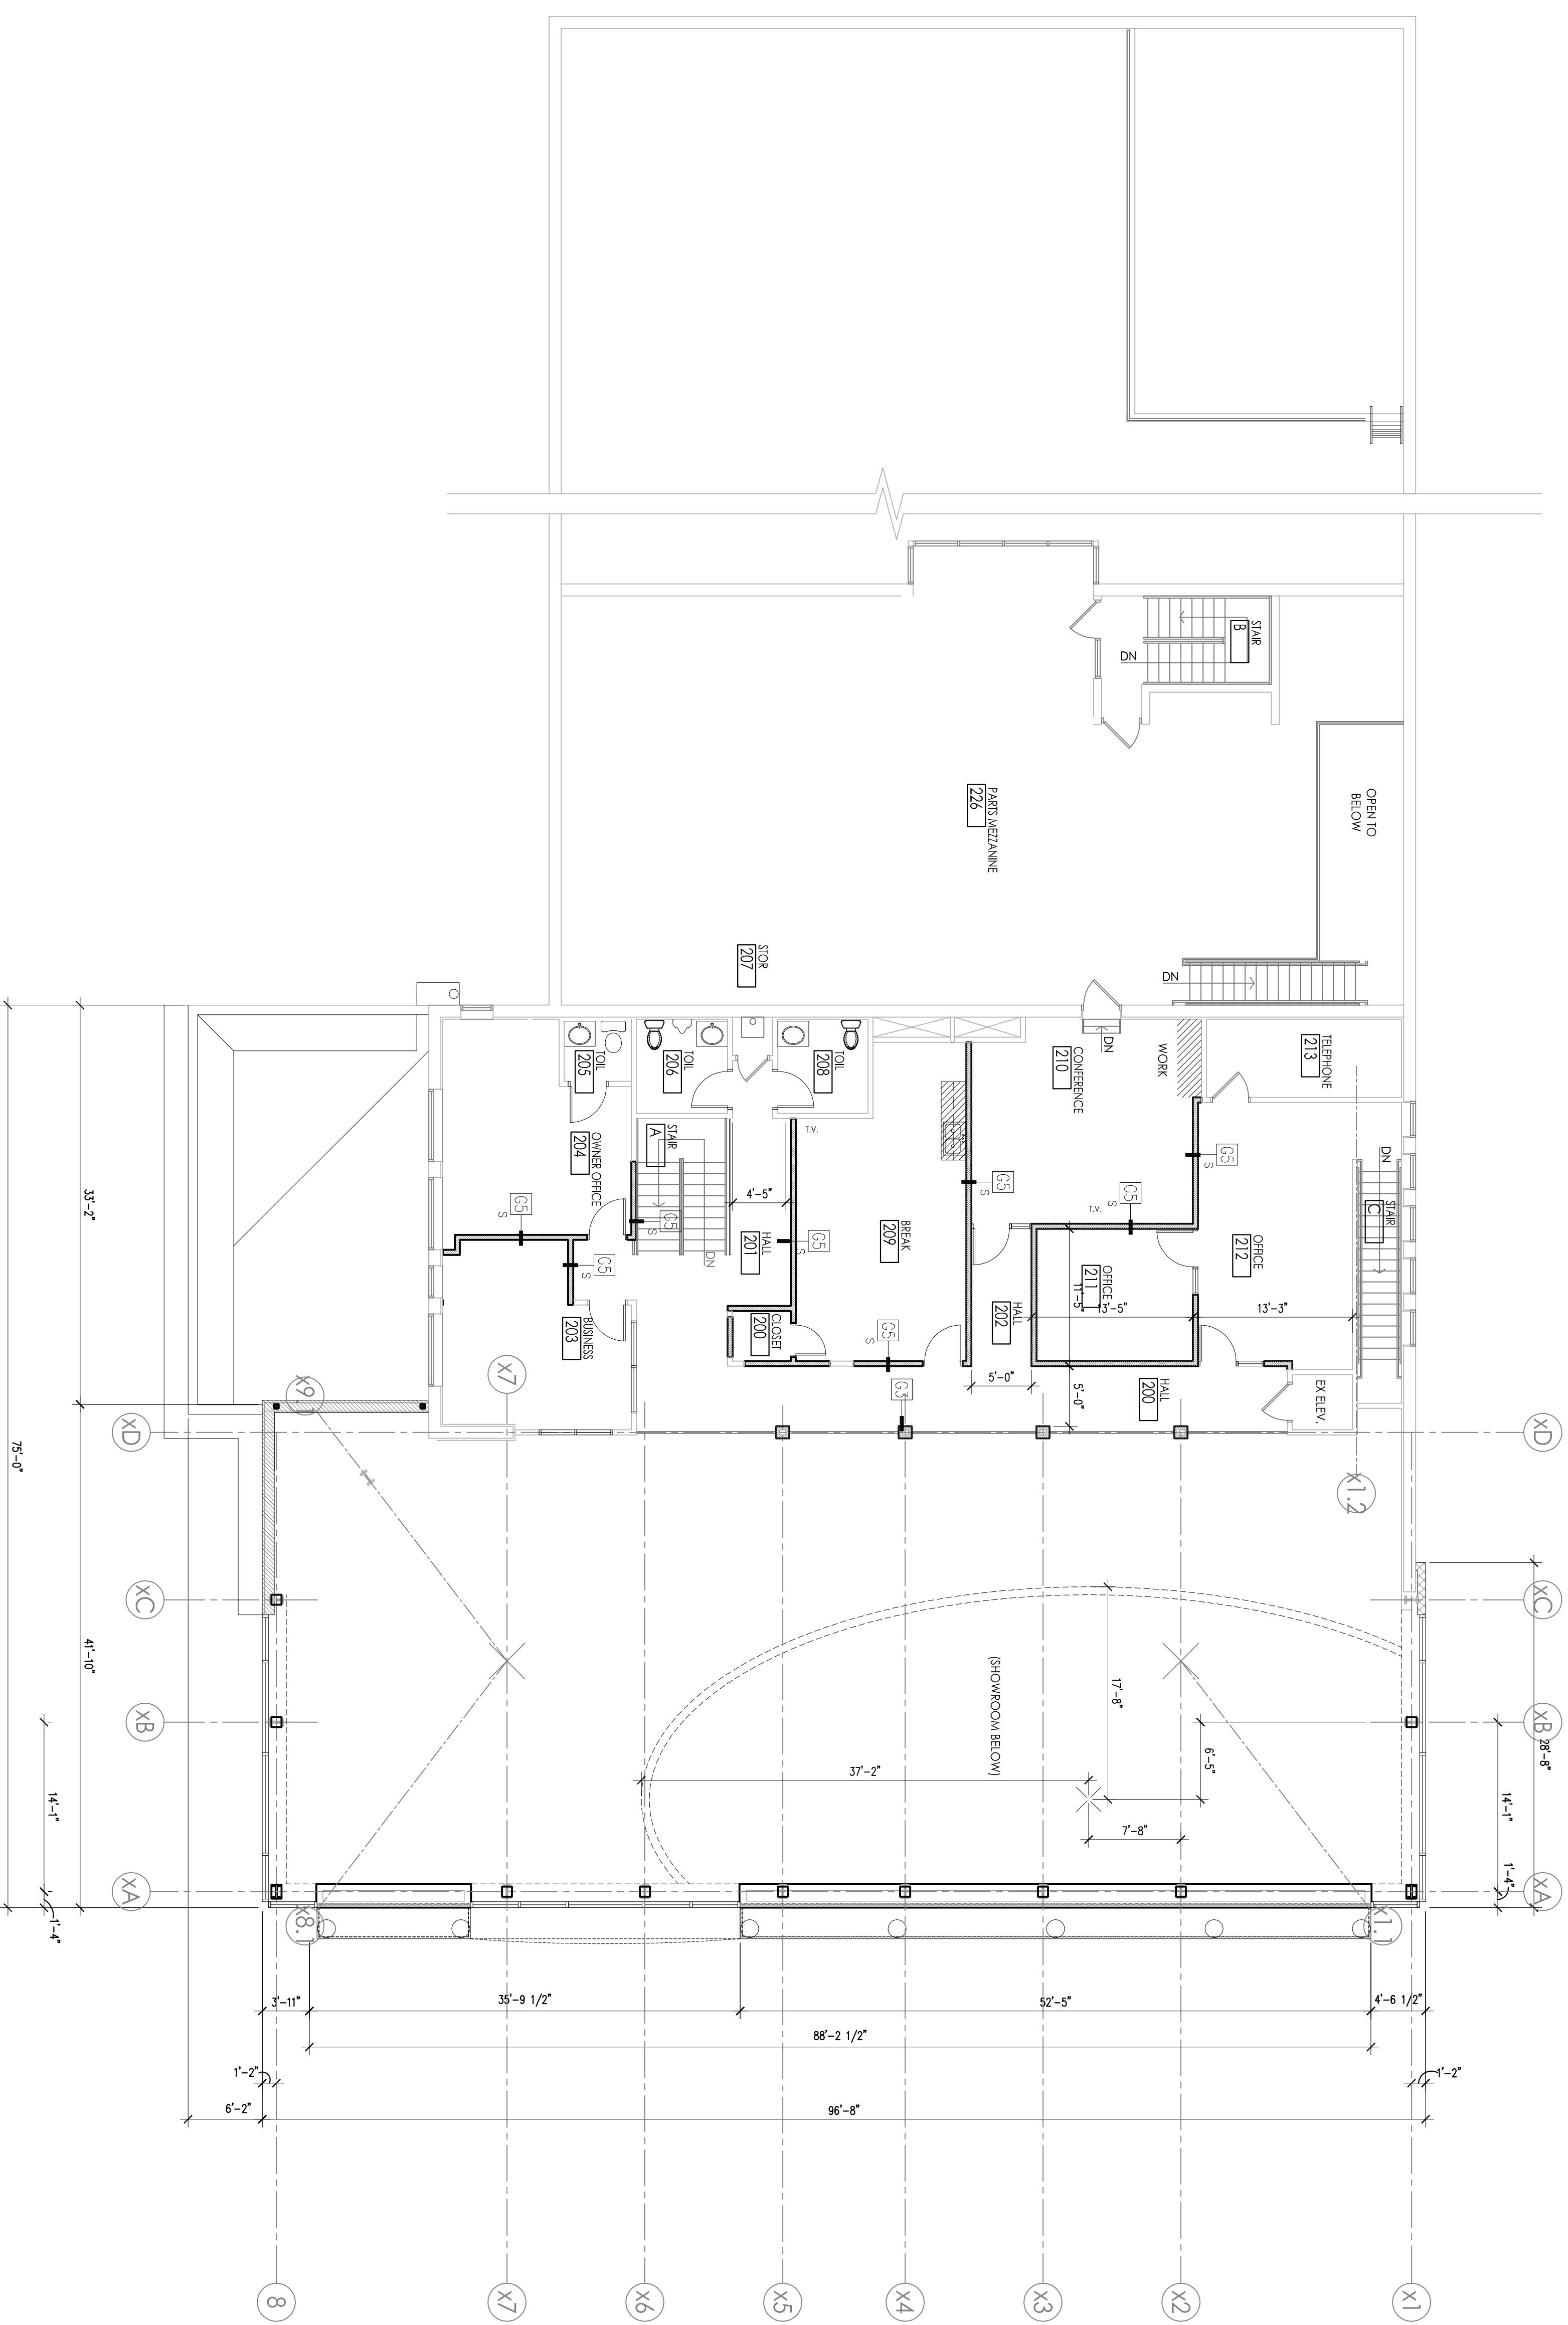 STAIR
B
DN
OPEN TO
BELOW
PARTS MEZZANINE
226
STOR
207
DN
DN
TELEPHONE
213
WORK
CONFERENCE
210
TOIL
208
TOIL
206
TOIL
205
T.V.
STAIR
A
DN
OWNER OFFICE
204
4'-5"
HALL
201
BREAK
209
T.V.
OFFICE
211
11'-5"
13'-5"
OFFICE
212
13'-3"
DN
STAIR
C
G5
S
G5
S
G5
S
G5
S
G5
S
G5
S
G5
S
G5
S
G3
BUSINESS
203
CLOSET
200
HALL
202
HALL
200
5'-0"
5'-0"
EX ELEV.
x7
x9.1
xD
xD
x1.2
xC
xC
xB
xB
xA
xA
x8.1
x1.1
(SHOWROOM BELOW)
17'-8"
6'-5"
37'-2"
7'-8"
28'-8"
14'-1"
1'-4"
33'-2"
75'-0"
41'-10"
14'-1"
1'-4"
3'-11"
35'-9 1/2"
52'-5"
4'-6 1/2"
88'-2 1/2"
1'-2"
1'-2"
6'-2"
96'-8"
8
x7
x6
x5
x4
x3
x2
x1